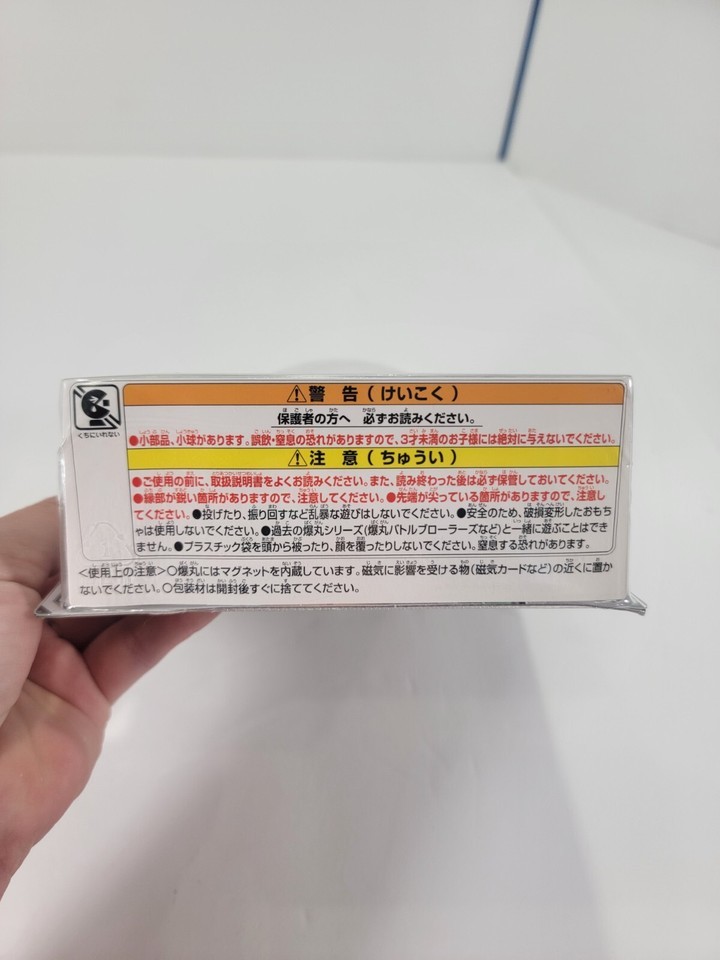 くちにいれない
⚠警 告(けいこく)
保護者の方へ 必ずお読みください。
●小部品、小球があります。誤飲・窒息の恐れがありますので、3才未満のお子様には絶対に与えないでください。
⚠注 意(ちゅうい)
●ご使用の前に、取扱説明書をよくお読みください。また、読み終わった後は必ず保管しておいてください。
●縁部が鋭い箇所がありますので、注意してください。●先端が尖っている箇所がありますので、注意し
てください。●投げたり、振り回すなど乱暴な遊びはしないでください。●安全のため、破損変形したおもち
ゃは使用しないでください。●過去の爆丸シリーズ(爆丸バトルブローラーズなど)と一緒に遊ぶことはでき
ません。●プラスチック袋を頭から被ったり、顔を覆ったりしないでください。窒息する恐れがあります。
<使用上の注意>○爆丸にはマグネットを内蔵しています。磁気に影響を受ける物(磁気カードなど)の近くに置か
ないでください。○包装材は開封後すぐに捨ててください。